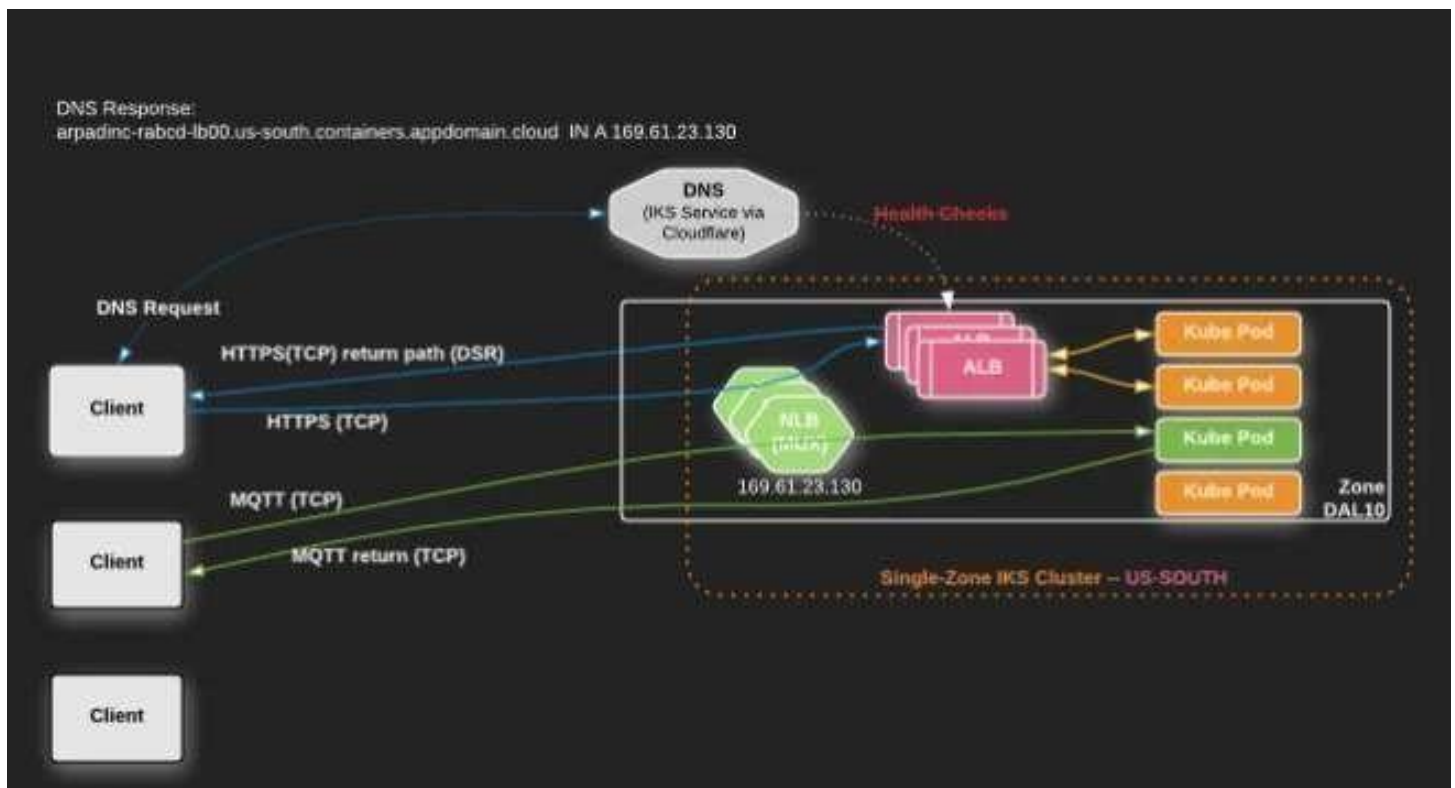 DNS Response:
arpadinc-rabcd-lb00.us-south.containers.appdomain.cloud IN A 169.61.23.130
DNS
(IKS Service via
Cloudflare)
Health Checks
DNS Request
HTTPS(TCP) return path (DSR)
ALB
ALB
Kube Pod
Kube Pod
Kube Pod
Kube Pod
Client
HTTPS (TCP)
NLB
(MUX)
169.61.23.130
Zone
DAL10
MQTT (TCP)
Client
MQTT return (TCP)
Single-Zone IKS Cluster -- US-SOUTH
Client